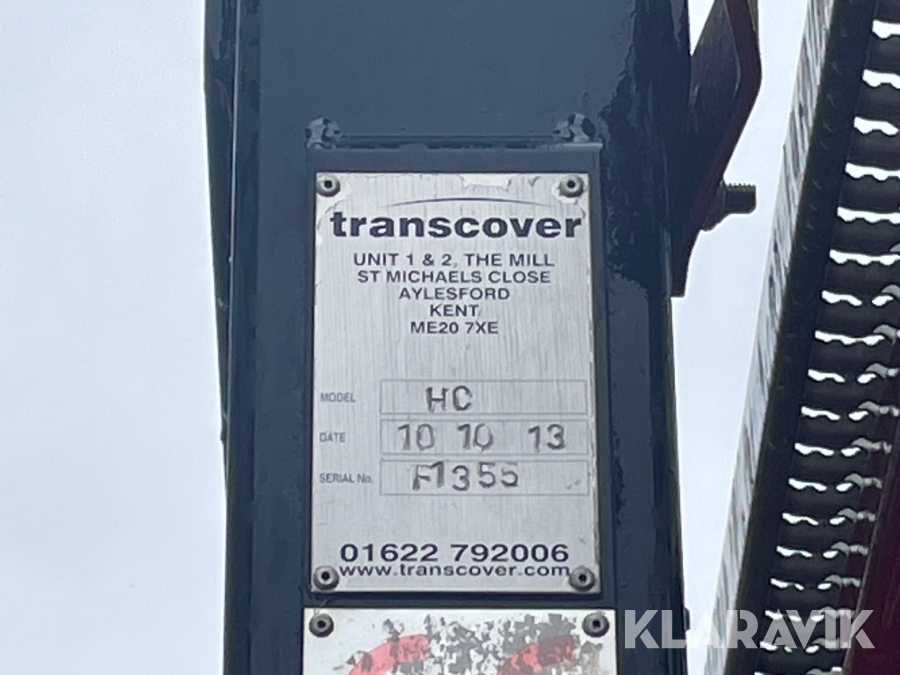 transcover
UNIT 1 & 2, THE MILL
ST MICHAELS CLOSE
AYLESFORD
KENT
ME20 7XE
MODEL HC
DATE 10 10 13
SERIAL No. F1355
01622 792006
www.transcover.com
KLARAVIK